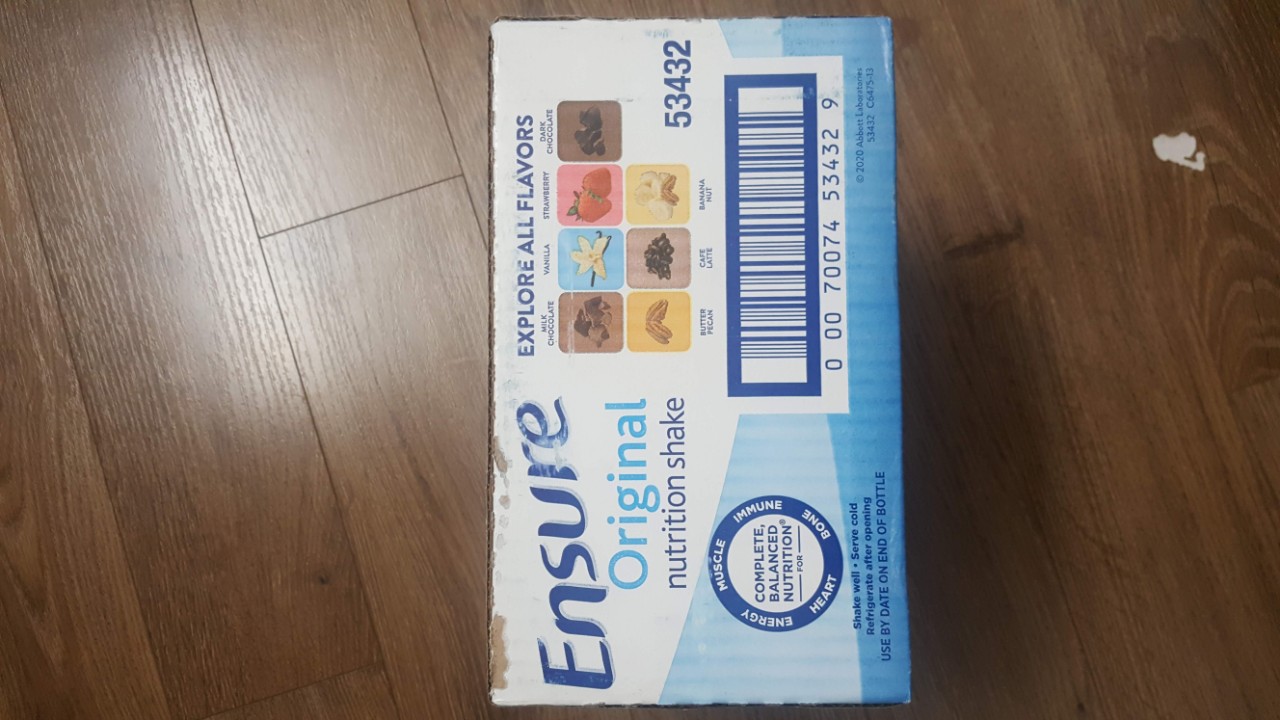 Ensure
Original
nutrition shake
EXPLORE ALL FLAVORS
MILK
CHOCOLATE
VANILLA
STRAWBERRY
DARK
CHOCOLATE
BUTTER
PECAN
CAFE
LATTE
BANANA
NUT
53432
MUSCLE IMMUNE BONE HEART ENERGY
COMPLETE,
BALANCED
NUTRITION®
FOR
0 00 70074 53432 9
© 2020 Abbott Laboratories
53432 C6475-13
Shake well • Serve cold
Refrigerate after opening
USE BY DATE ON END OF BOTTLE